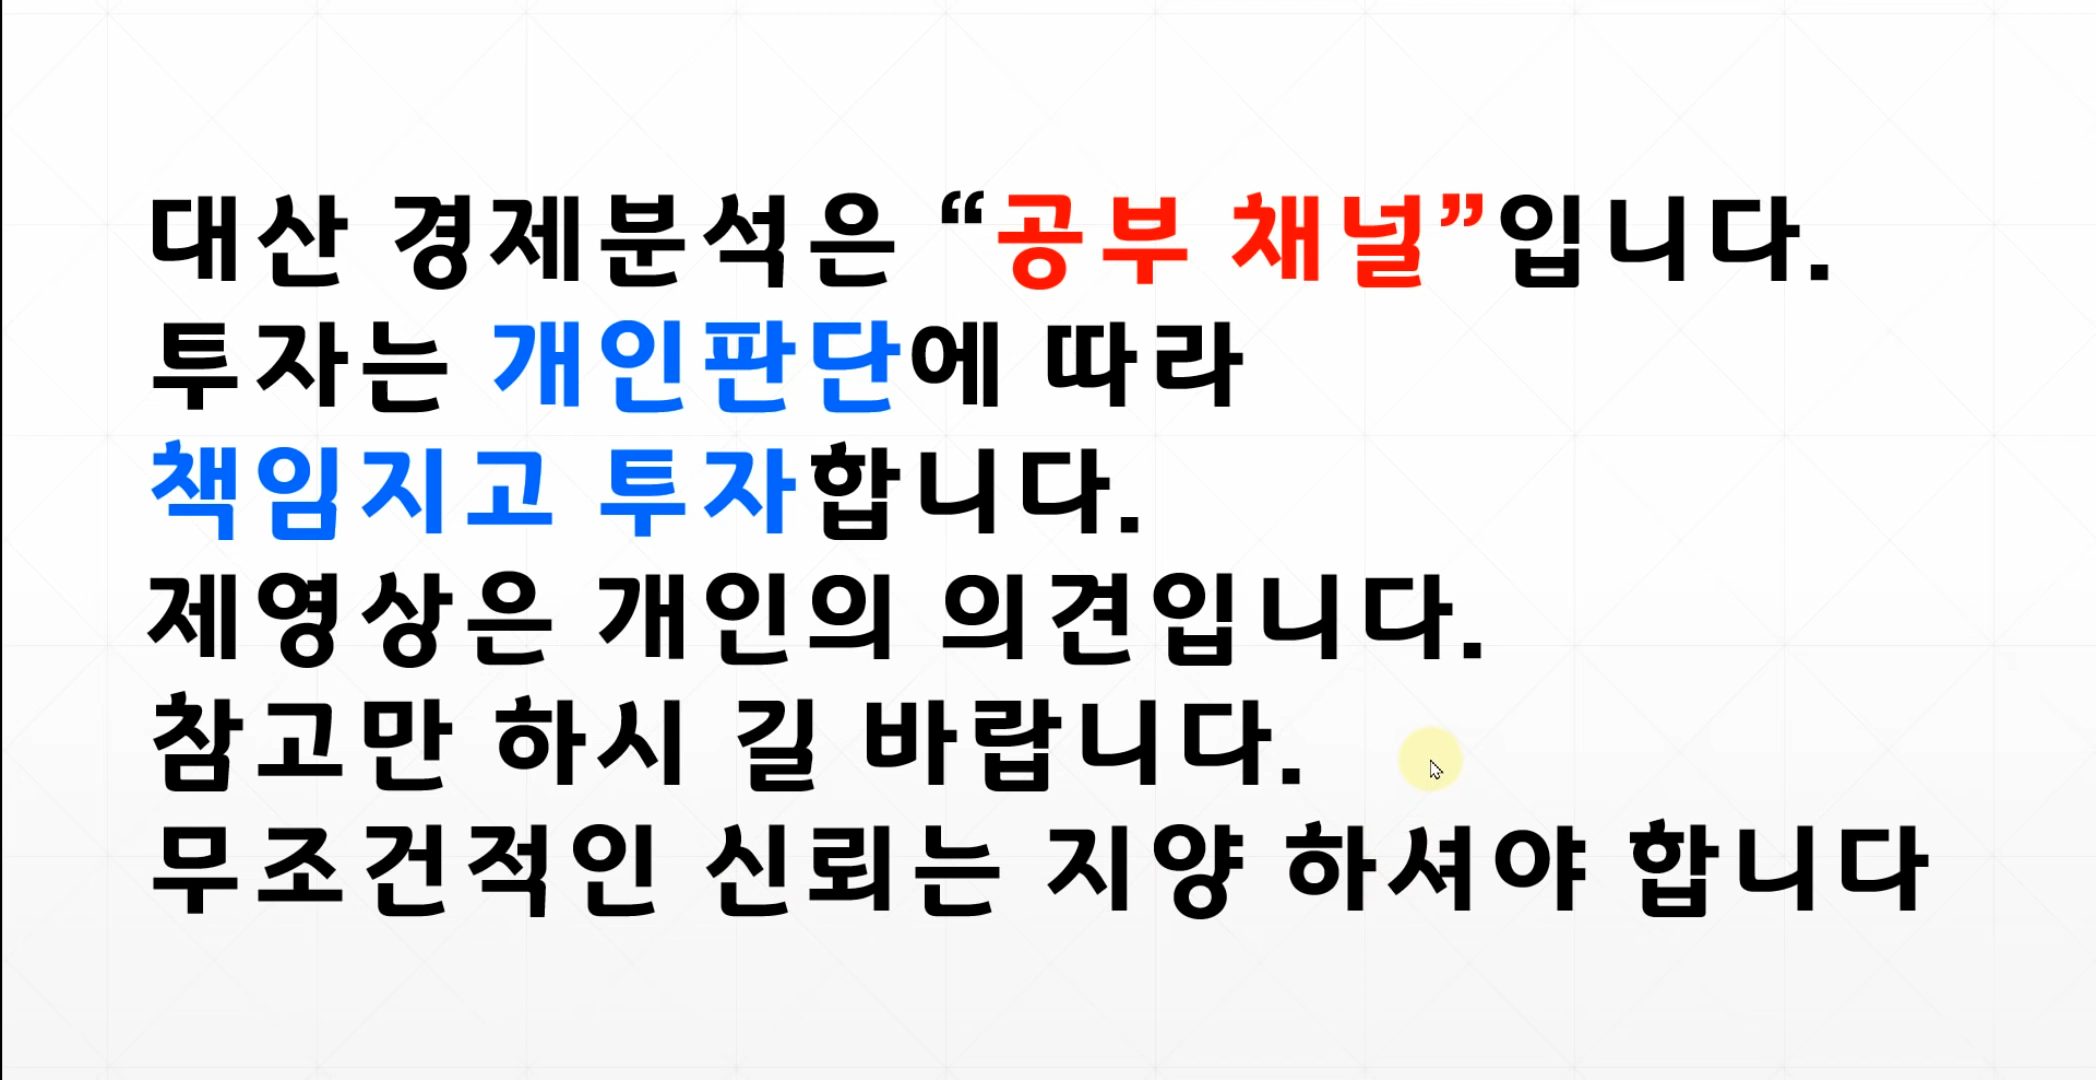 대산 경제분석은 “공부 채널”입니다.
투자는 개인판단에 따라
책임지고 투자합니다.
제영상은 개인의 의견입니다.
참고만 하시 길 바랍니다.
무조건적인 신뢰는 지양 하셔야 합니다